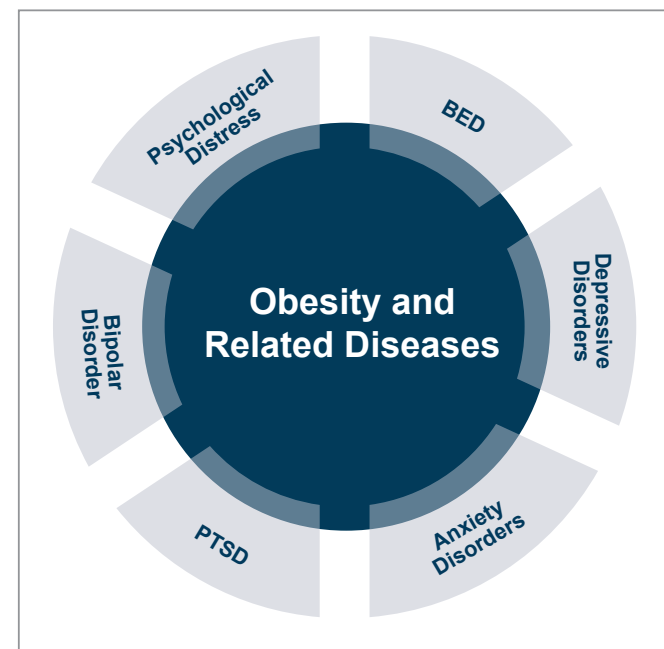 Psychological
Distress
BED
Depressive
Disorders
Anxiety
Disorders
PTSD
Bipolar
Disorder
Obesity and
Related Diseases